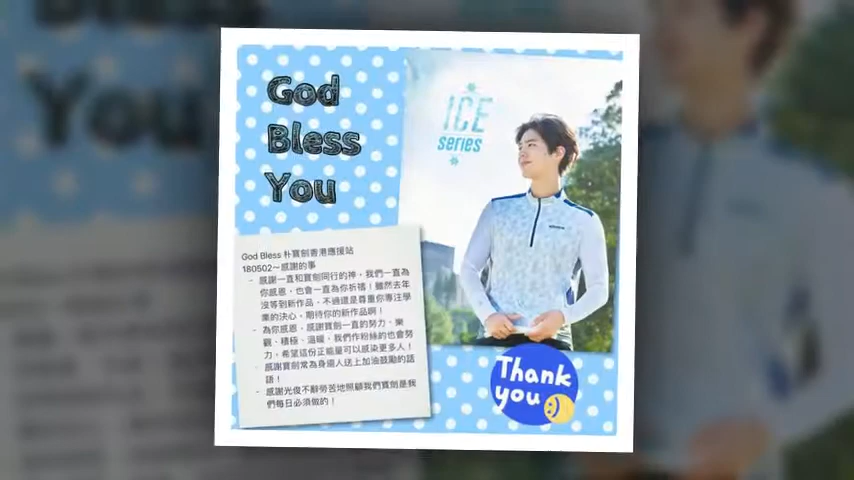 God
Bless
You
ICE
series
God Bless 朴寶劍香港應援站
180502～感謝的事
- 感謝一直和寶劍同行的神，我們一直為
你感恩，也會一直為你祈禱！雖然去年
沒等到新作品，不過還是尊重你專注學
業的決心，期待你的新作品啊！
- 為你感恩，感謝寶劍一直的努力、樂
觀、積極、溫暖，我們作粉絲的也會努
力，希望這份正能量可以感染更多人！
- 感謝寶劍常為身邊人送上加油鼓勵的話
語！
- 感謝光俊不辭勞苦地照顧我們寶劍是我
們每日必須做的！
Thank
you